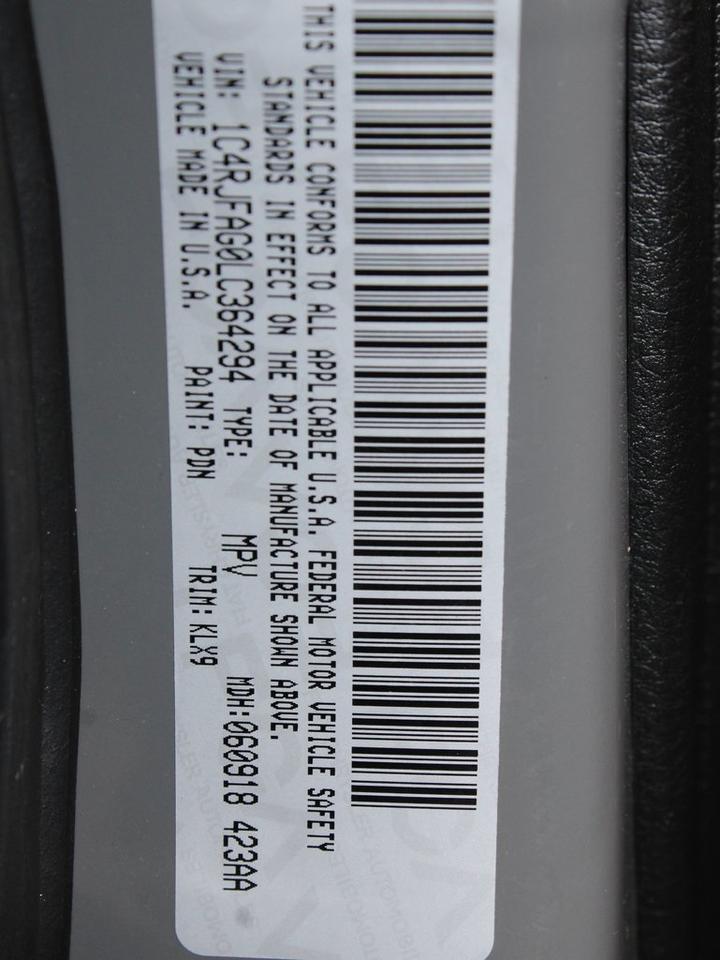 THIS VEHICLE CONFORMS TO ALL APPLICABLE U.S.A. FEDERAL MOTOR VEHICLE SAFETY
STANDARDS IN EFFECT ON THE DATE OF MANUFACTURE SHOWN ABOVE.
VIN: 1C4RJFAG0LC364294 TYPE: MPV MDH:060918 423AA
VEHICLE MADE IN U.S.A. PAINT: PDN TRIM: KLX9